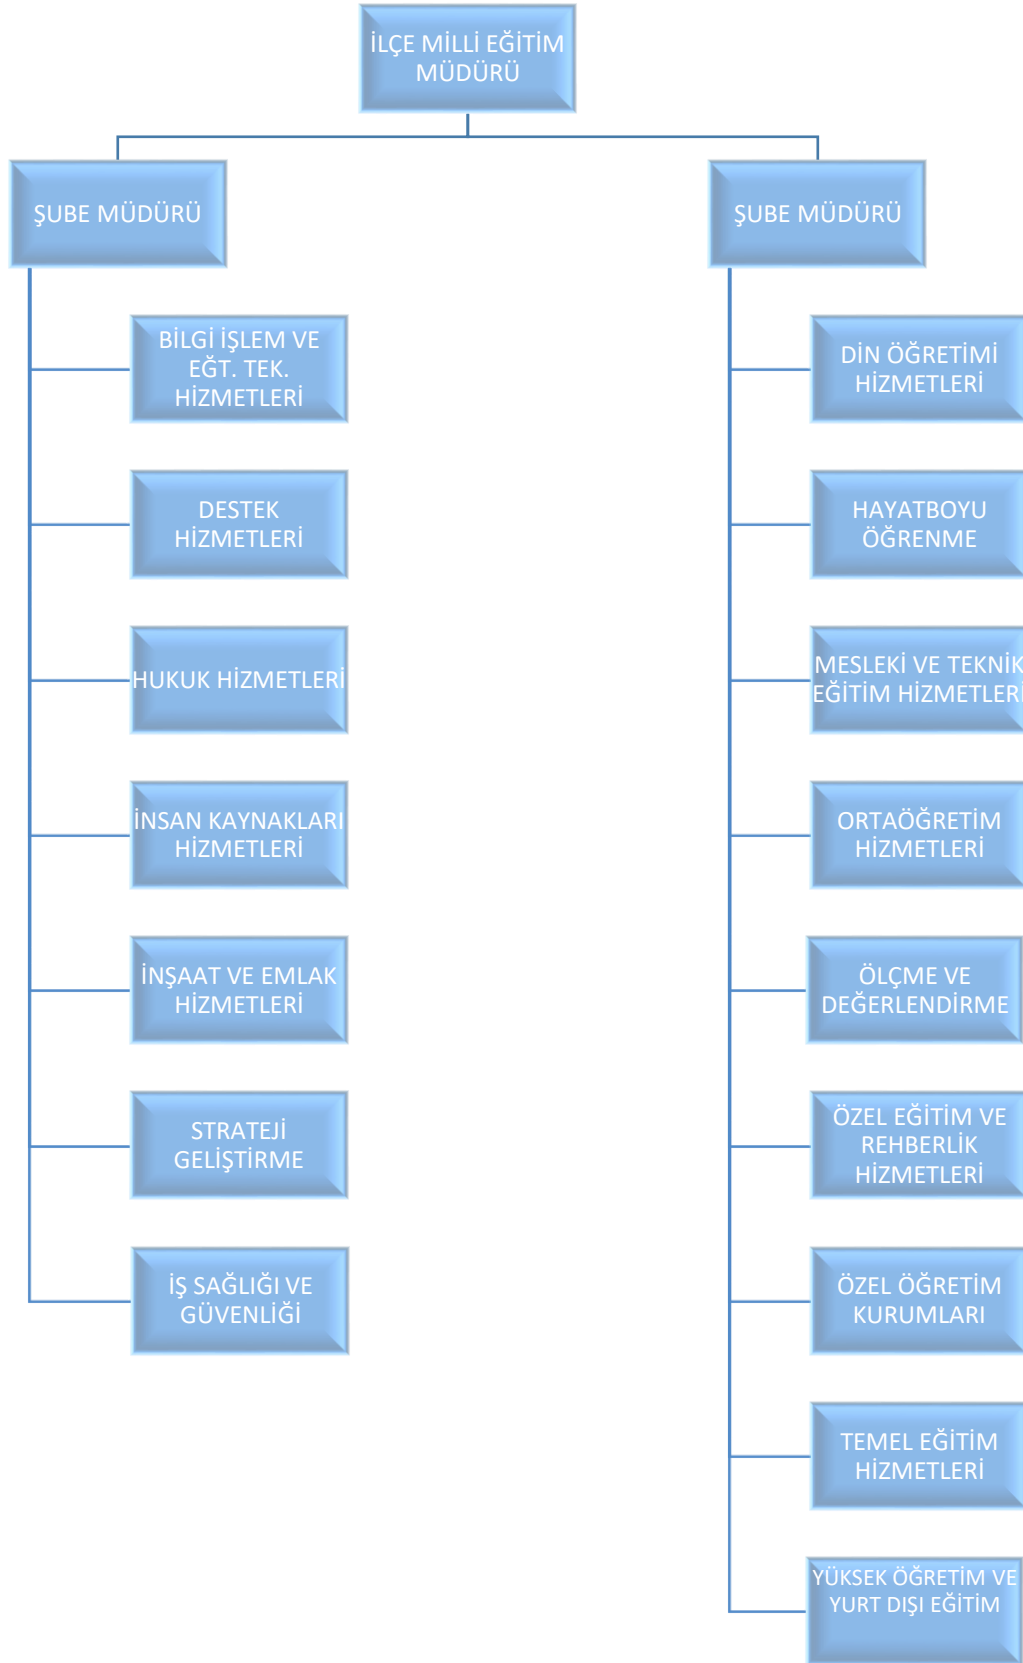 İLÇE MİLLİ EĞİTİM
MÜDÜRÜ
ŞUBE MÜDÜRÜ
BİLGİ İŞLEM VE
EĞT. TEK.
HİZMETLERİ
DESTEK
HİZMETLERİ
HUKUK HİZMETLERİ
İNSAN KAYNAKLARI
HİZMETLERİ
İNŞAAT VE EMLAK
HİZMETLERİ
STRATEJİ
GELİŞTİRME
İŞ SAĞLIĞI VE
GÜVENLİĞİ
ŞUBE MÜDÜRÜ
DİN ÖĞRETİMİ
HİZMETLERİ
HAYATBOYU
ÖĞRENME
MESLEKİ VE TEKNİK
EĞİTİM HİZMETLERİ
ORTAÖĞRETİM
HİZMETLERİ
ÖLÇME VE
DEĞERLENDİRME
ÖZEL EĞİTİM VE
REHBERLİK
HİZMETLERİ
ÖZEL ÖĞRETİM
KURUMLARI
TEMEL EĞİTİM
HİZMETLERİ
YÜKSEK ÖĞRETİM VE
YURT DIŞI EĞİTİM